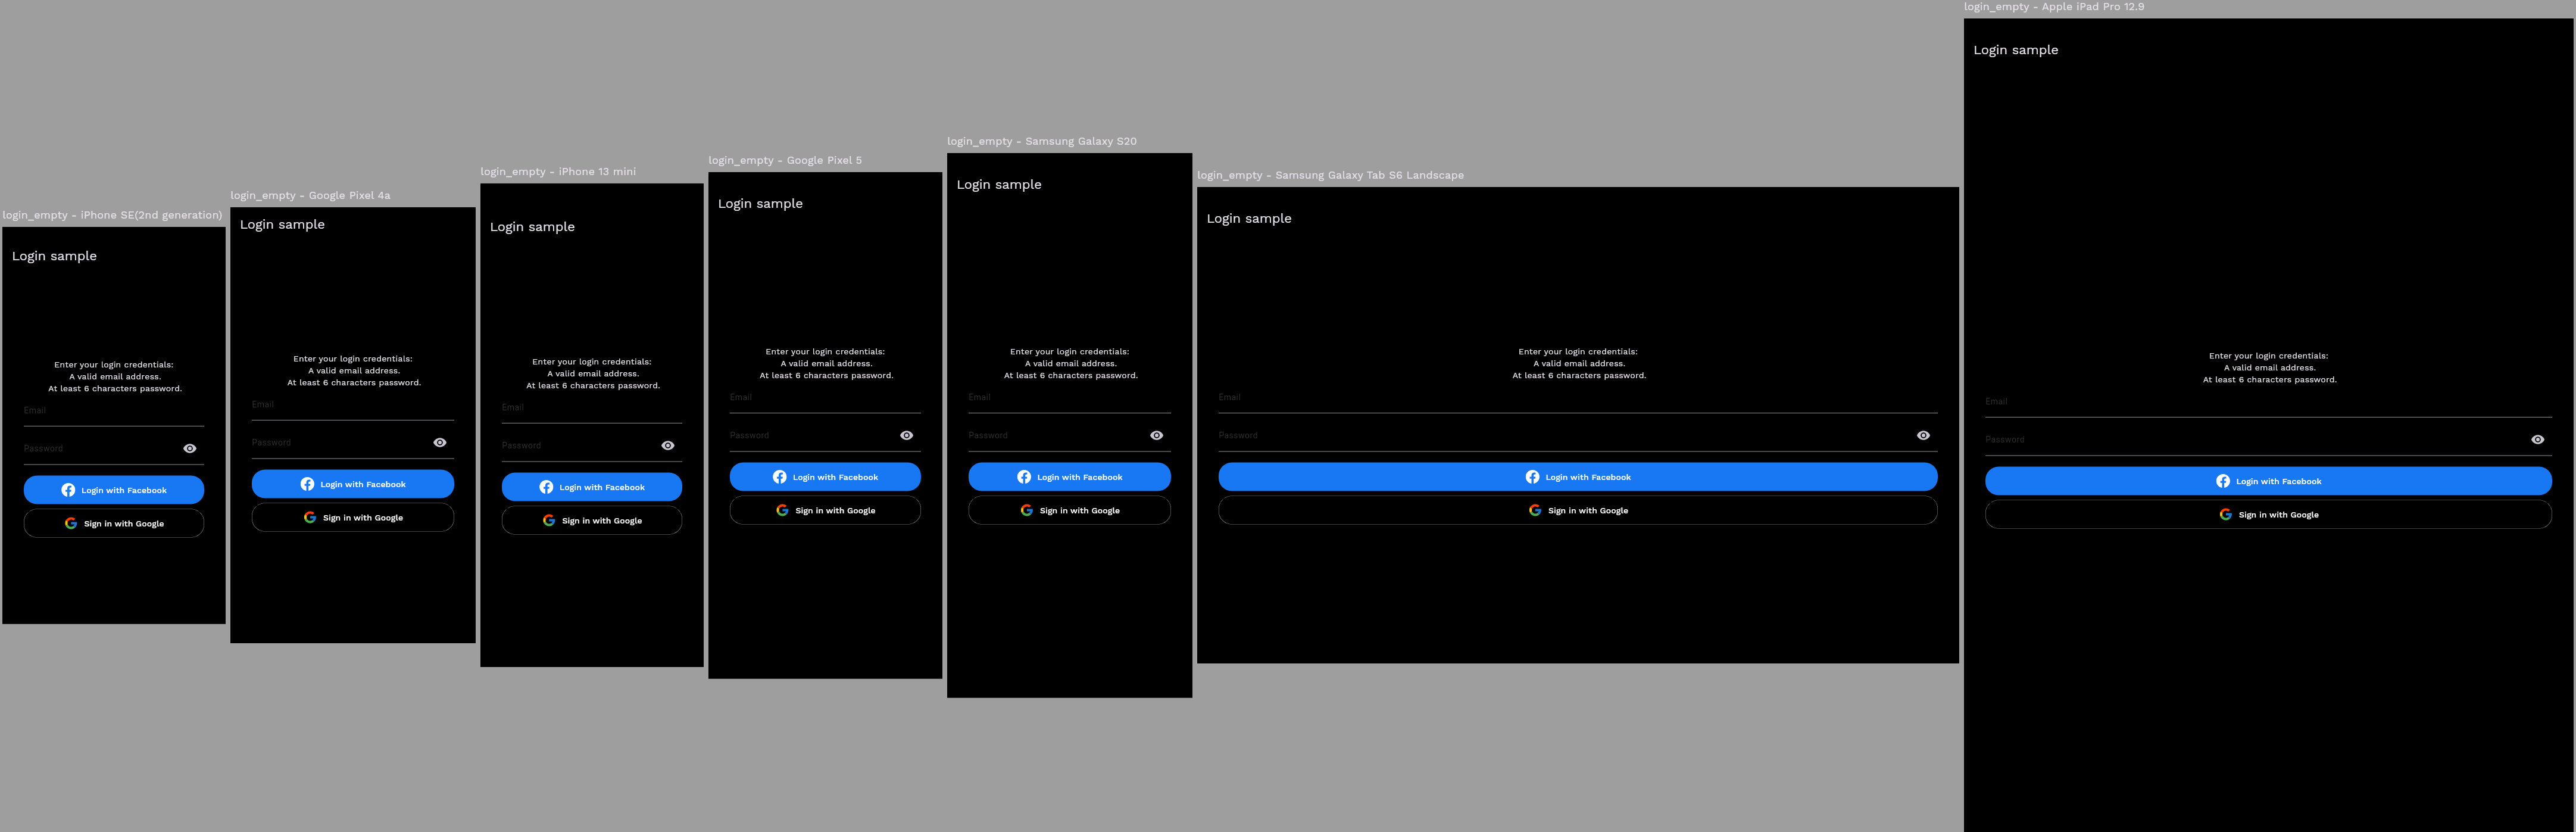 login_empty - iPhone SE(2nd generation)
Login sample
Enter your login credentials:
A valid email address.
At least 6 characters password.
Email
Password
Login with Facebook
Sign in with Google
login_empty - Google Pixel 4a
Login sample
Enter your login credentials:
A valid email address.
At least 6 characters password.
Email
Password
Login with Facebook
Sign in with Google
login_empty - iPhone 13 mini
Login sample
Enter your login credentials:
A valid email address.
At least 6 characters password.
Email
Password
Login with Facebook
Sign in with Google
login_empty - Google Pixel 5
Login sample
Enter your login credentials:
A valid email address.
At least 6 characters password.
Email
Password
Login with Facebook
Sign in with Google
login_empty - Samsung Galaxy S20
Login sample
Enter your login credentials:
A valid email address.
At least 6 characters password.
Email
Password
Login with Facebook
Sign in with Google
login_empty - Samsung Galaxy Tab S6 Landscape
Login sample
Enter your login credentials:
A valid email address.
At least 6 characters password.
Email
Password
Login with Facebook
Sign in with Google
login_empty - Apple iPad Pro 12.9
Login sample
Enter your login credentials:
A valid email address.
At least 6 characters password.
Email
Password
Login with Facebook
Sign in with Google